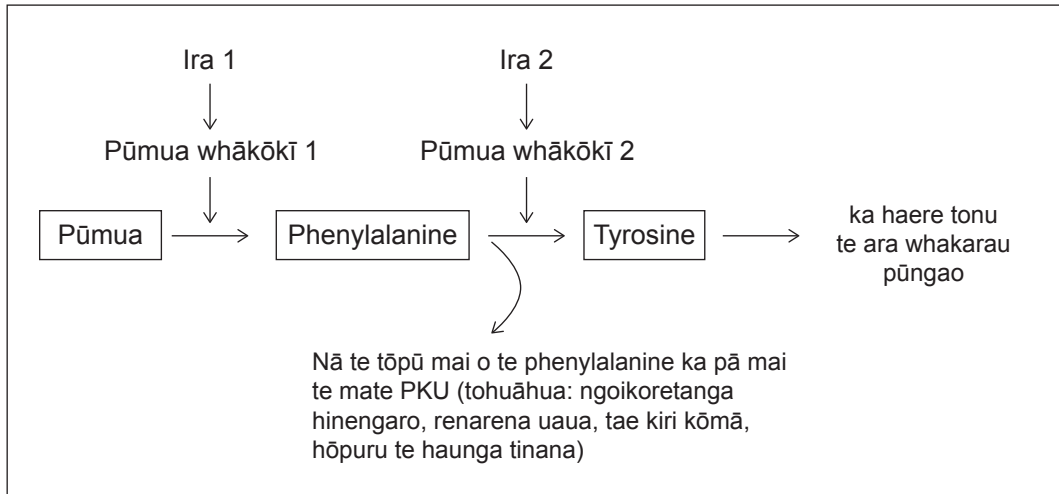 Ira 1
Ira 2
Pūmua whākōkī 1
Pūmua whākōkī 2
Pūmua
Phenylalanine
Tyrosine
ka haere tonu
te ara whakarau
pūngao
Nā te tōpū mai o te phenylalanine ka pā mai
te mate PKU (tohuāhua: ngoikoretanga
hinengaro, renarena uaua, tae kiri kōmā,
hōpuru te haunga tinana)